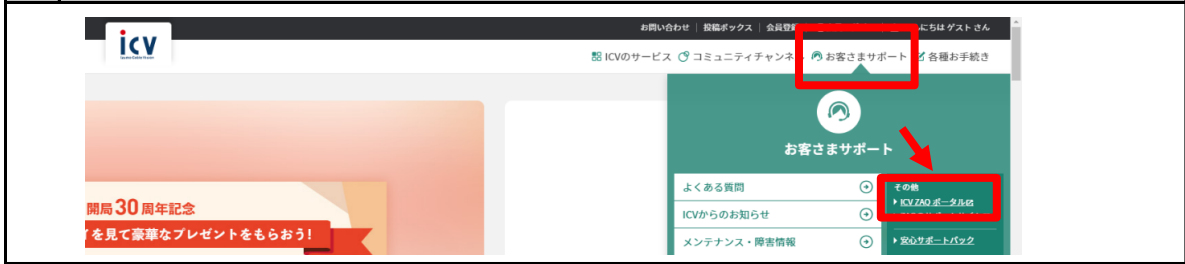 お問い合わせ | 投稿ボックス | 会員登録
にちは ゲスト さん
icv
ICVのサービス コミュニティチャンネ お客さまサポート 各種お手続き
お客さまサポート
よくある質問
ICVからのお知らせ
メンテナンス・障害情報
その他
ICV ZAQ ポータル
安心サポートパック
開局30周年記念
イを見て豪華なプレゼントをもらおう!